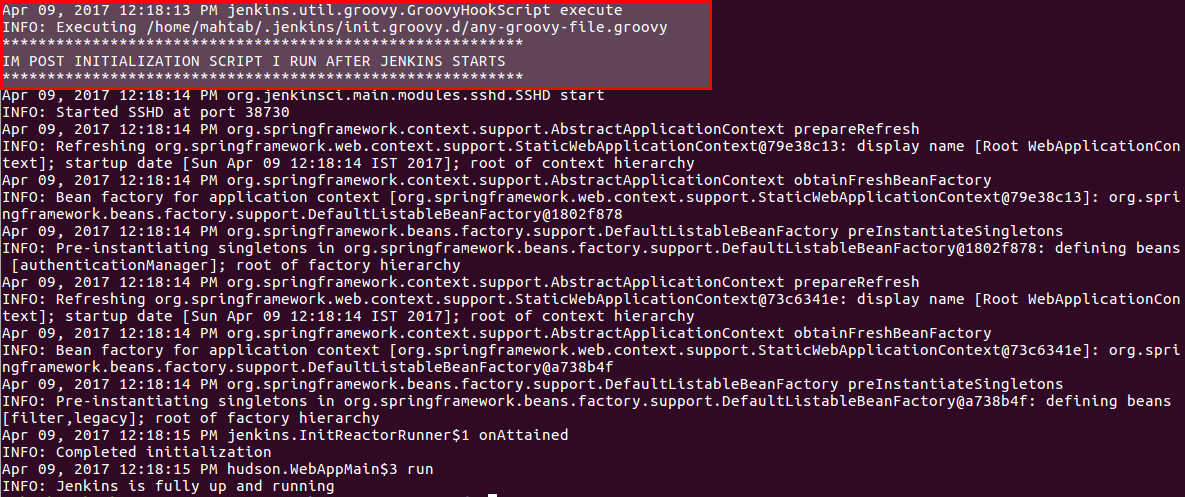 Apr 09, 2017 12:18:13 PM jenkins.util.groovy.GroovyHookScript execute
INFO: Executing /home/mahtab/.jenkins/init.groovy.d/any-groovy-file.groovy
**********************************************************
IM POST INITIALIZATION SCRIPT I RUN AFTER JENKINS STARTS
**********************************************************
Apr 09, 2017 12:18:14 PM org.jenkinsci.main.modules.sshd.SSHD start
INFO: Started SSHD at port 38730
Apr 09, 2017 12:18:14 PM org.springframework.context.support.AbstractApplicationContext prepareRefresh
INFO: Refreshing org.springframework.web.context.support.StaticWebApplicationContext@79e38c13: display name [Root WebApplicationCon
text]; startup date [Sun Apr 09 12:18:14 IST 2017]; root of context hierarchy
Apr 09, 2017 12:18:14 PM org.springframework.context.support.AbstractApplicationContext obtainFreshBeanFactory
INFO: Bean factory for application context [org.springframework.web.context.support.StaticWebApplicationContext@79e38c13]: org.spri
ngframework.beans.factory.support.DefaultListableBeanFactory@1802f878
Apr 09, 2017 12:18:14 PM org.springframework.beans.factory.support.DefaultListableBeanFactory preInstantiateSingletons
INFO: Pre-instantiating singletons in org.springframework.beans.factory.support.DefaultListableBeanFactory@1802f878: defining beans
 [authenticationManager]; root of factory hierarchy
Apr 09, 2017 12:18:14 PM org.springframework.context.support.AbstractApplicationContext prepareRefresh
INFO: Refreshing org.springframework.web.context.support.StaticWebApplicationContext@73c6341e: display name [Root WebApplicationCon
text]; startup date [Sun Apr 09 12:18:14 IST 2017]; root of context hierarchy
Apr 09, 2017 12:18:14 PM org.springframework.context.support.AbstractApplicationContext obtainFreshBeanFactory
INFO: Bean factory for application context [org.springframework.web.context.support.StaticWebApplicationContext@73c6341e]: org.spri
ngframework.beans.factory.support.DefaultListableBeanFactory@a738b4f
Apr 09, 2017 12:18:14 PM org.springframework.beans.factory.support.DefaultListableBeanFactory preInstantiateSingletons
INFO: Pre-instantiating singletons in org.springframework.beans.factory.support.DefaultListableBeanFactory@a738b4f: defining beans 
[filter,legacy]; root of factory hierarchy
Apr 09, 2017 12:18:15 PM jenkins.InitReactorRunner$1 onAttained
INFO: Completed initialization
Apr 09, 2017 12:18:15 PM hudson.WebAppMain$3 run
INFO: Jenkins is fully up and running